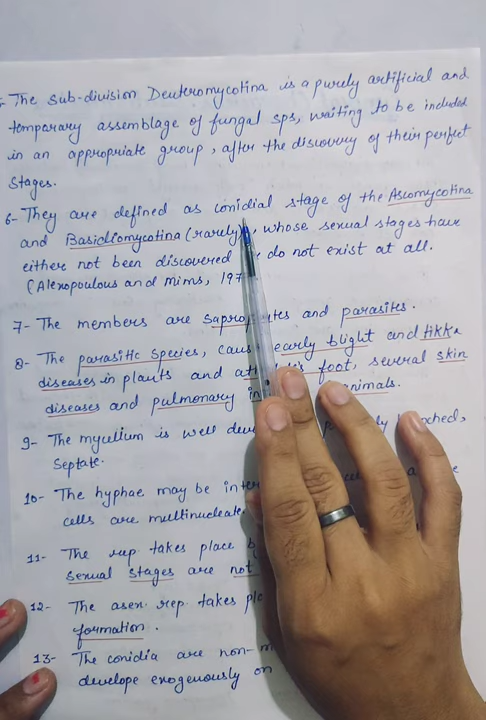 The Sub-division Deuteromycotina is a purely artificial and
temparary assemblage of fungal sps, waiting to be included
in an appropriate group, after the discovery of their perfect
Stages.
6- They are defined as conidial stage of the Ascomycotina
and Basidiomycotina (rarely), whose sexual stages have
either not been discovered do not exist at all.
(Alexopoulous and mims, 197
7- The members are and parasites.
8- The parasitic species, early blight and tikka
diseases in plants and foot, several skin
diseases and pulmonary animals.
9- The mycelium is well
Septate.
10- The hyphae may be
cells are multinucleate
11- The rep takes place
sexual stages are not
12- The asex. rep. takes
formation.
13- The conidia are non-
develope exogenously on